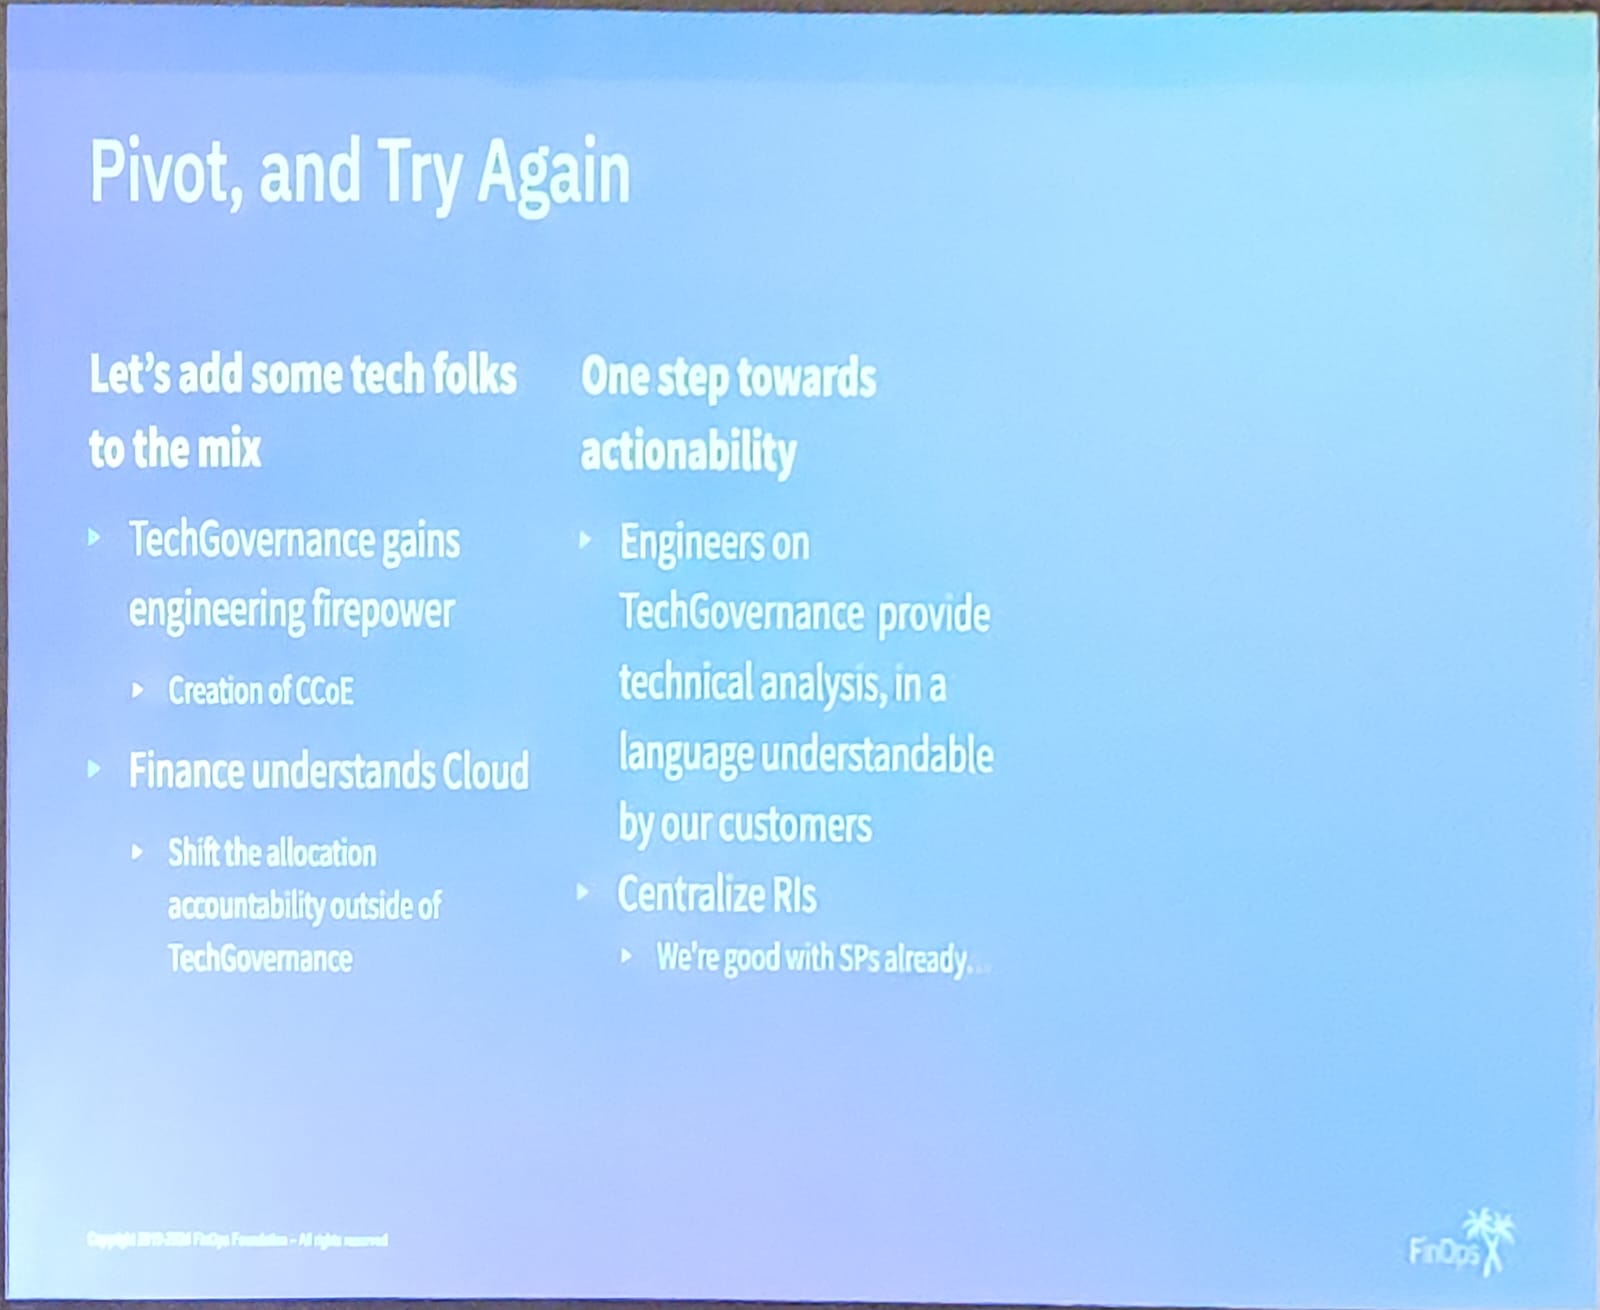 Pivot, and Try Again
Let's add some tech folks
to the mix
TechGovernance gains
engineering firepower
Creation of CCoE
Finance understands Cloud
Shift the allocation
accountability outside of
TechGovernance
One step towards
actionability
Engineers on
TechGovernance provide
technical analysis, in a
language understandable
by our customers
Centralize RIs
We're good with SPs already...
Copyright FinOps Foundation – All rights reserved
FinOps X